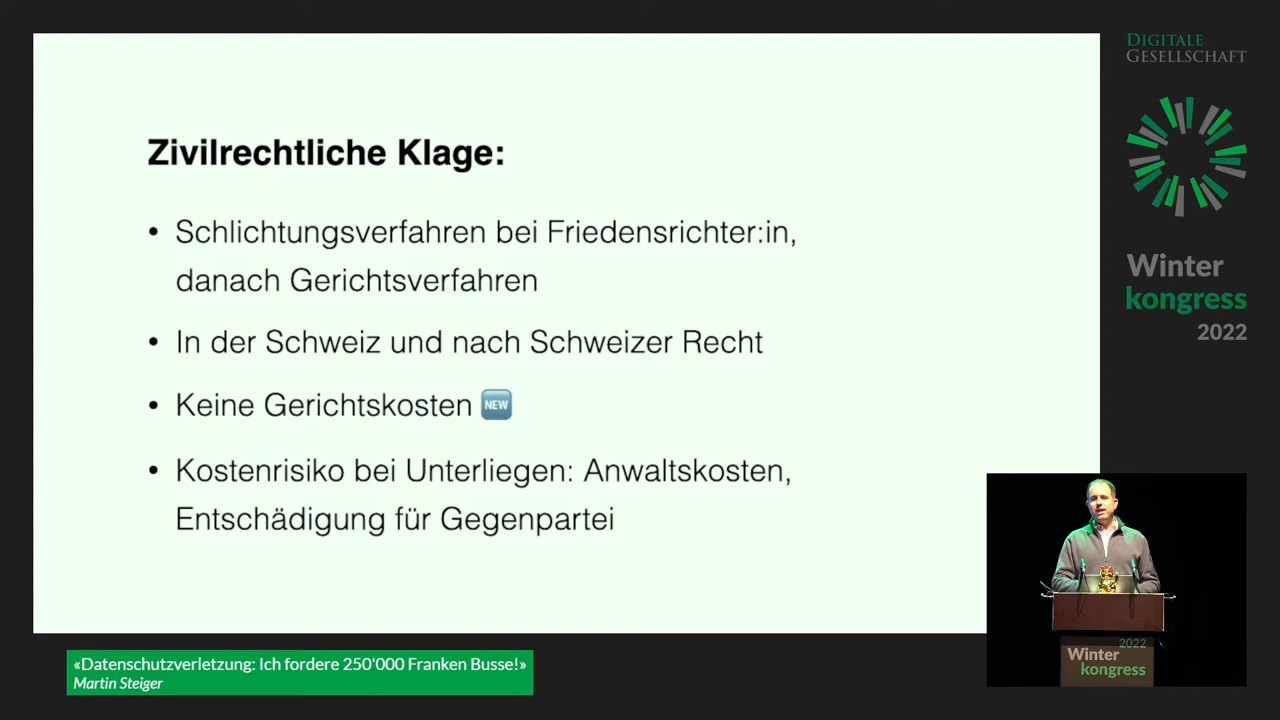 Zivilrechtliche Klage:
• Schlichtungsverfahren bei Friedensrichter:in,
danach Gerichtsverfahren
• In der Schweiz und nach Schweizer Recht
• Keine Gerichtskosten NEW
• Kostenrisiko bei Unterliegen: Anwaltskosten,
Entschädigung für Gegenpartei
DIGITALE
GESELLSCHAFT
Winter
kongress
2022
2022
Winter
kongress
«Datenschutzverletzung: Ich fordere 250'000 Franken Busse!»
Martin Steiger